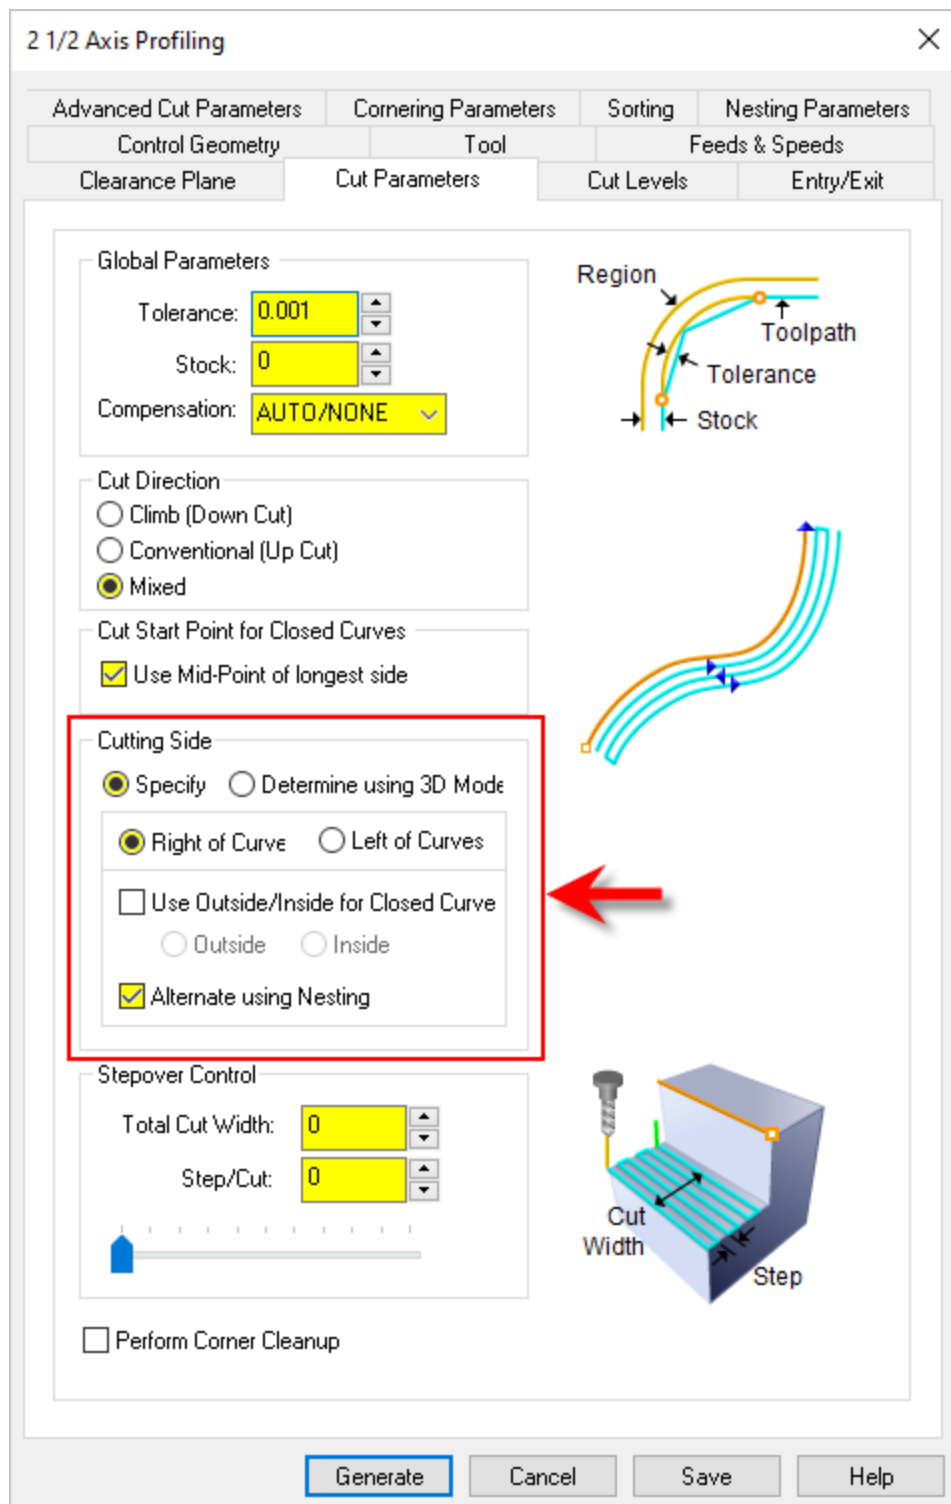 2 1/2 Axis Profiling
Advanced Cut Parameters Cornering Parameters Sorting Nesting Parameters
Control Geometry Tool Feeds & Speeds
Clearance Plane Cut Parameters Cut Levels Entry/Exit
Global Parameters
Tolerance: 0.001
Stock: 0
Compensation: AUTO/NONE
Region
Toolpath
Tolerance
Stock
Cut Direction
Climb (Down Cut)
Conventional (Up Cut)
Mixed
Cut Start Point for Closed Curves
Use Mid-Point of longest side
Cutting Side
Specify Determine using 3D Mode
Right of Curve Left of Curves
Use Outside/Inside for Closed Curve
Outside Inside
Alternate using Nesting
Stepover Control
Total Cut Width: 0
Step/Cut: 0
Cut
Width
Step
Perform Corner Cleanup
Generate Cancel Save Help